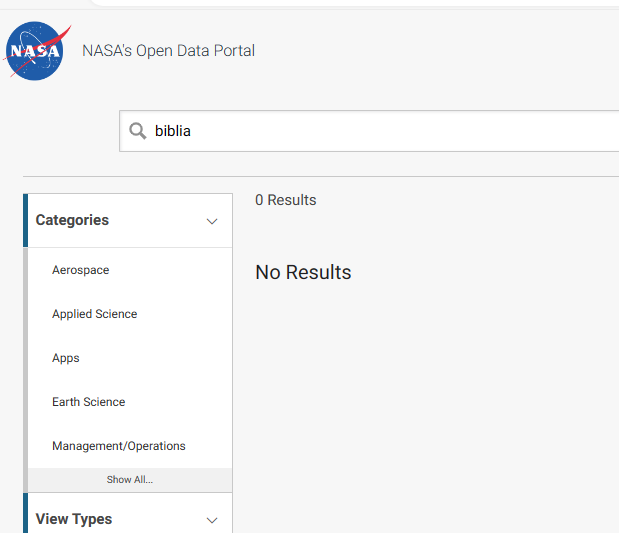 NASA
NASA's Open Data Portal
biblia
0 Results
Categories
No Results
Aerospace
Applied Science
Apps
Earth Science
Management/Operations
Show All...
View Types